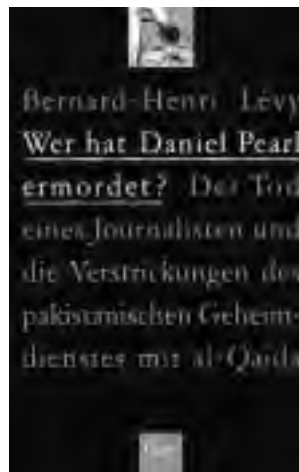 Bernard-Henri Lévy
Wer hat Daniel Pearl
ermordet? Der Tod
eines Journalisten und
die Verstrickungen des
pakistanischen Geheim-
dienstes mit al-Qaida